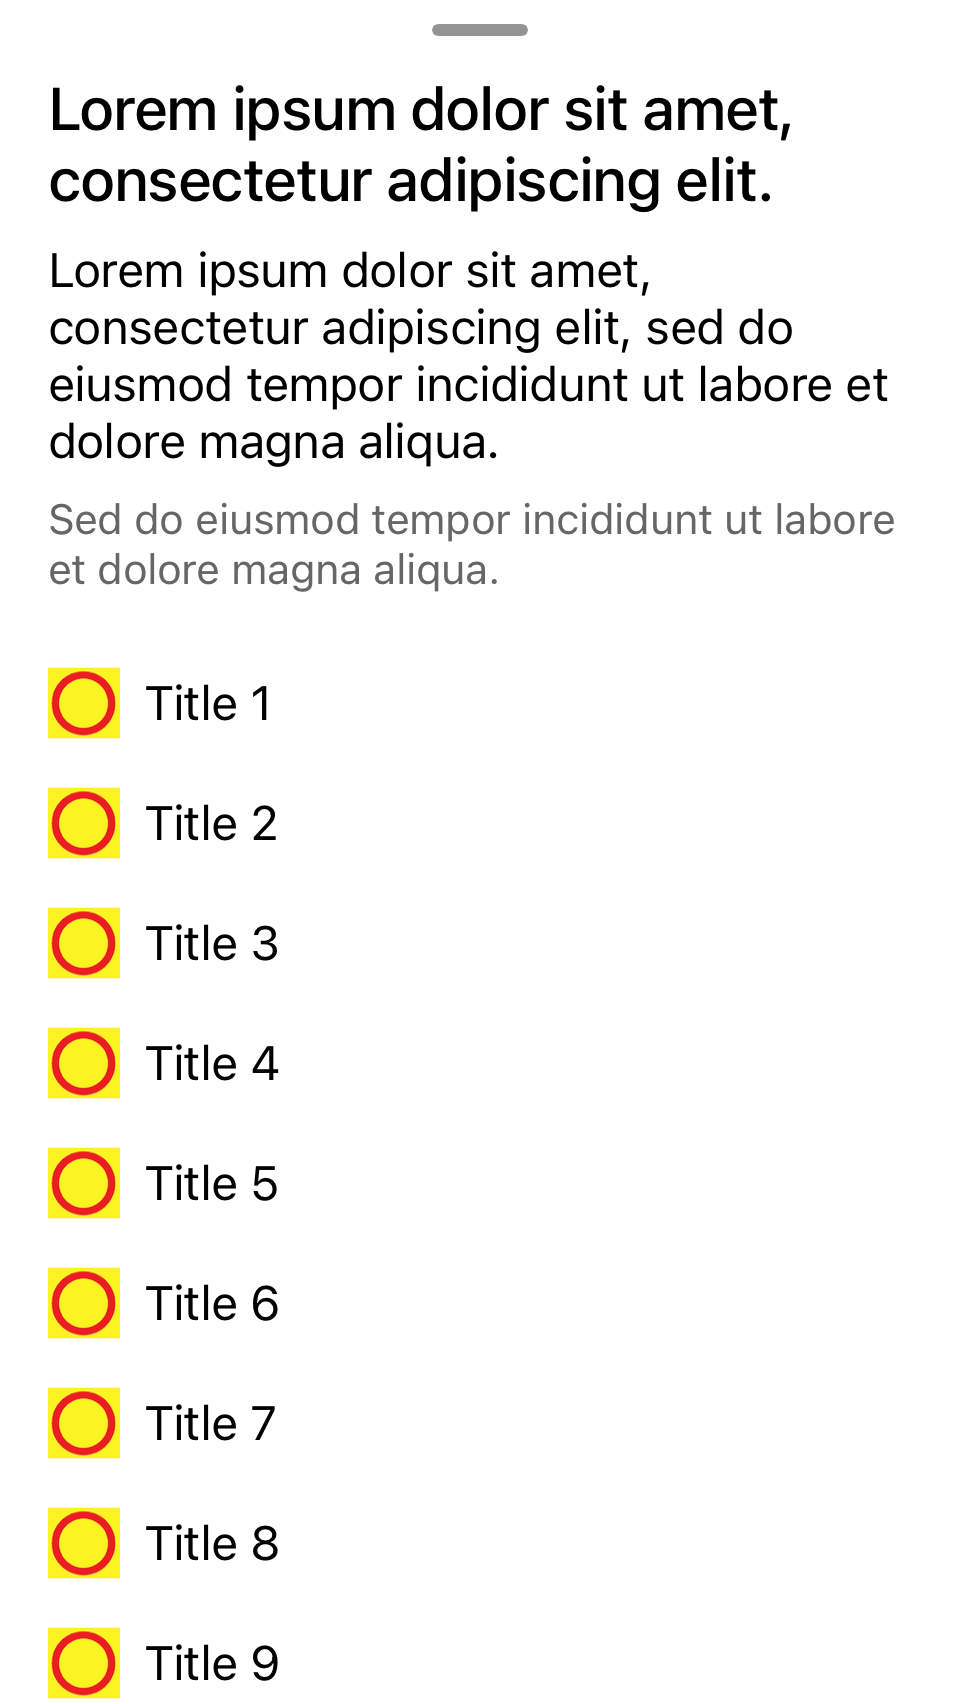 Lorem ipsum dolor sit amet,
consectetur adipiscing elit.
Lorem ipsum dolor sit amet,
consectetur adipiscing elit, sed do
eiusmod tempor incididunt ut labore et
dolore magna aliqua.
Sed do eiusmod tempor incididunt ut labore
et dolore magna aliqua.
Title 1
Title 2
Title 3
Title 4
Title 5
Title 6
Title 7
Title 8
Title 9